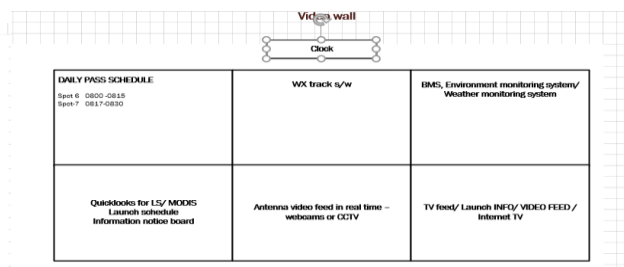 Video wall
Clock
DAILY PASS SCHEDULE
Spot 6 0800 -0815
Spot-7 0817-0830
WX track s/w
BMS, Environment monitoring system/
Weather monitoring system
Quicklooks for LS/ MODIS
Launch schedule
Information notice board
Antenna video feed in real time –
webcams or CCTV
TV feed/ Launch INFO/ VIDEO FEED /
Internet TV